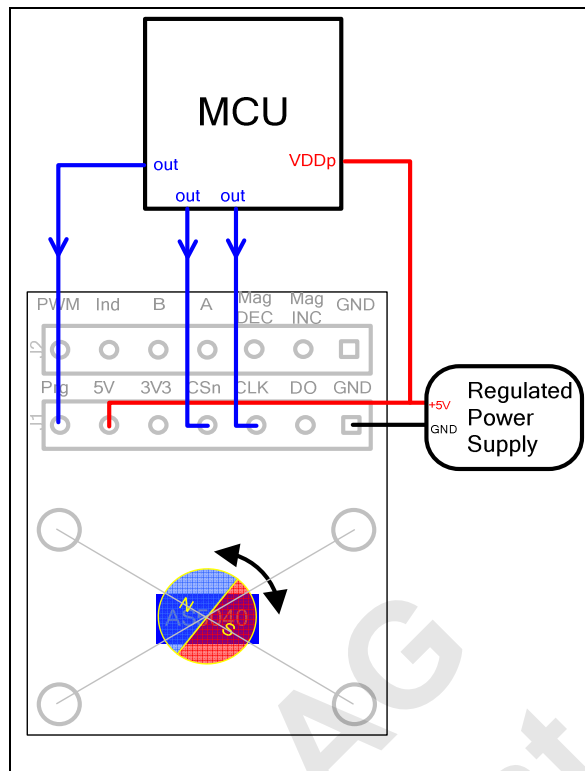 MCU
VDDp
out
out out
PWM Ind B A Mag DEC Mag INC GND
J2
Prg 5V 3V3 CSn CLK DO GND
J1
+5V
GND
Regulated
Power
Supply
N
S
AG